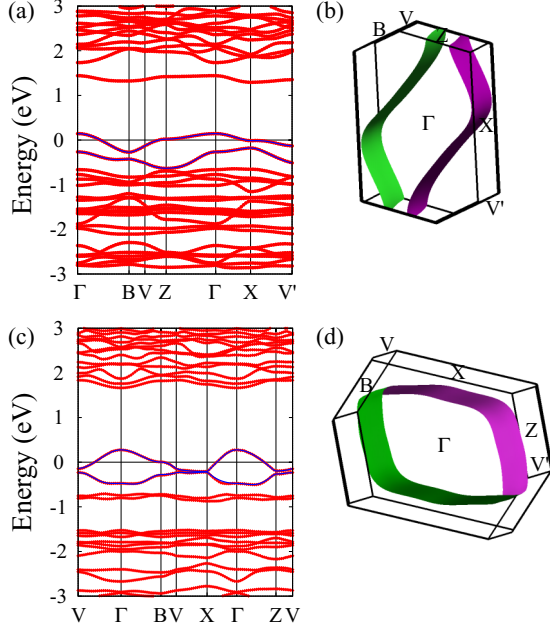 (a)
Energy (eV)
3
2
1
0
-1
-2
-3
Γ B V Z Γ X V'
(b)
V
B
Z
Γ
X
V'
(c)
Energy (eV)
3
2
1
0
-1
-2
-3
V Γ B V X Γ Z V
(d)
V
X
B
Z
Γ
V'